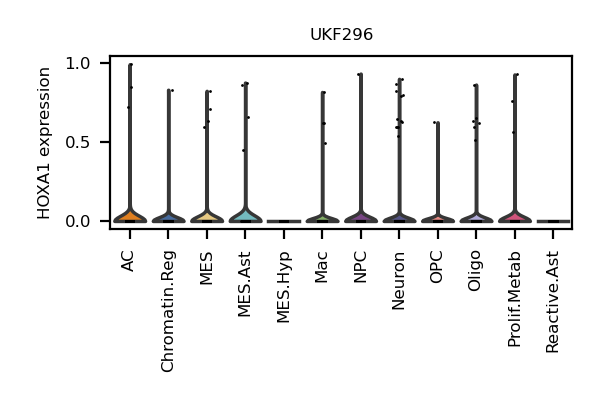 UKF296
HOXA1 expression
1.0
0.5
0.0
AC
Chromatin.Reg
MES
MES.Ast
MES.Hyp
Mac
NPC
Neuron
OPC
Oligo
Prolif.Metab
Reactive.Ast